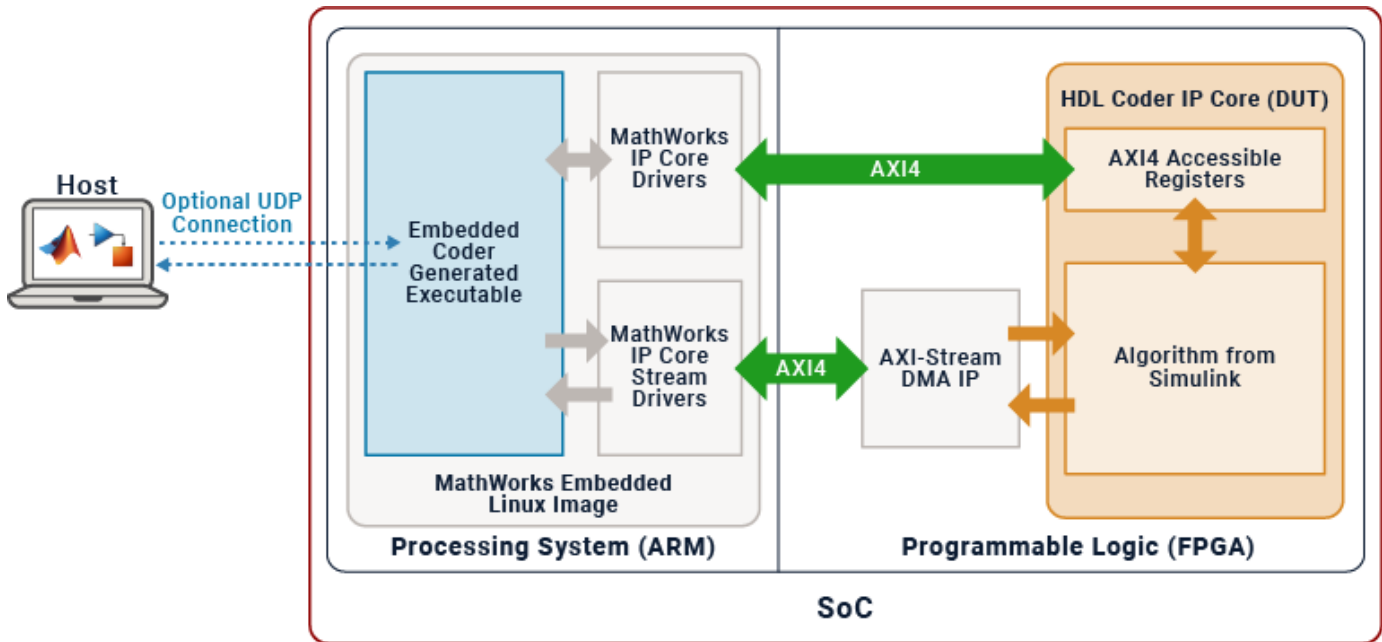 Host
Optional UDP
Connection
Embedded
Coder
Generated
Executable
MathWorks
IP Core
Drivers
MathWorks
IP Core
Stream
Drivers
MathWorks Embedded
Linux Image
Processing System (ARM)
AXI4
AXI4
HDL Coder IP Core (DUT)
AXI4 Accessible
Registers
AXI-Stream
DMA IP
Algorithm from
Simulink
Programmable Logic (FPGA)
SoC